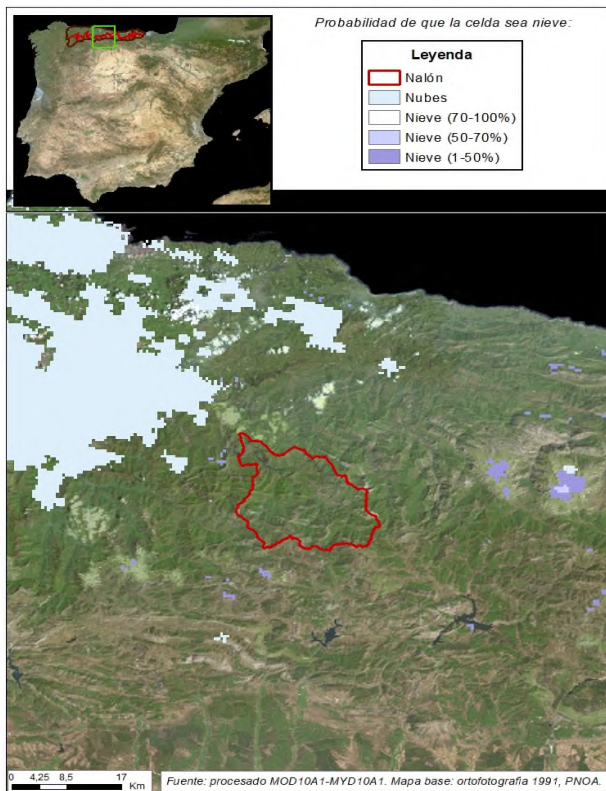 Probabilidad de que la celda sea nieve:
Leyenda
Nalón
Nubes
Nieve (70-100%)
Nieve (50-70%)
Nieve (1-50%)
0 4,25 8,5 17
Km
Fuente: procesado MOD10A1-MYD10A1. Mapa base: ortofotografia 1991, PNOA.